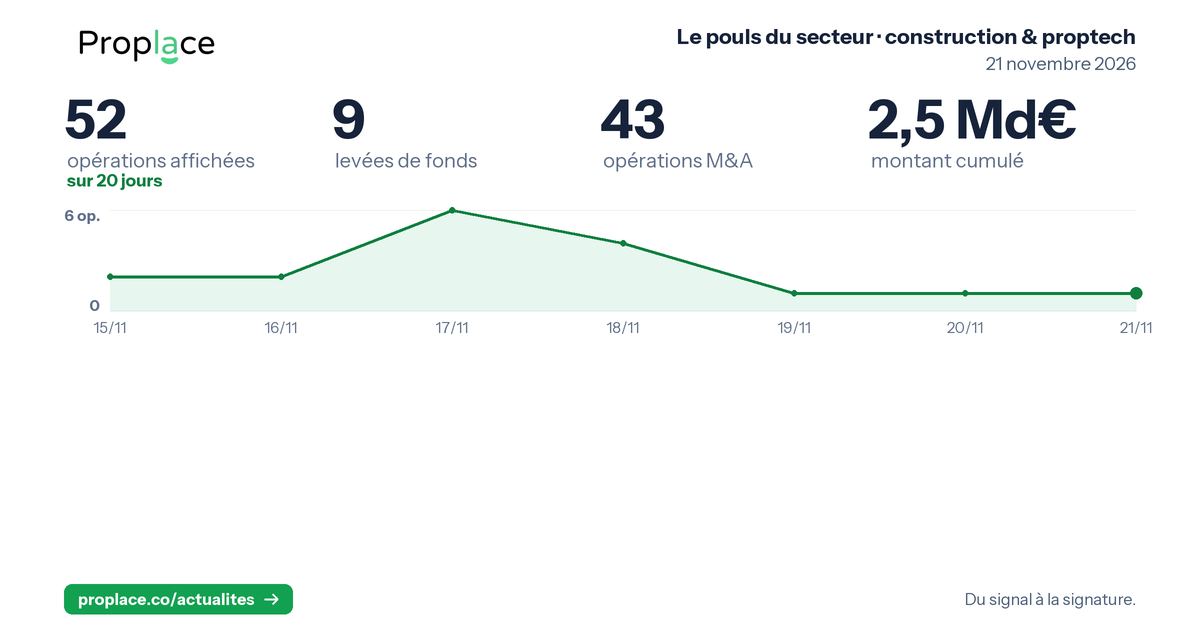 Proplace
Le pouls du secteur · construction & proptech
21 novembre 2026
52
opérations affichées
sur 20 jours
9
levées de fonds
43
opérations M&A
2,5 Md€
montant cumulé
6 op.
0
15/11
16/11
17/11
18/11
19/11
20/11
21/11
proplace.co/actualites →
Du signal à la signature.